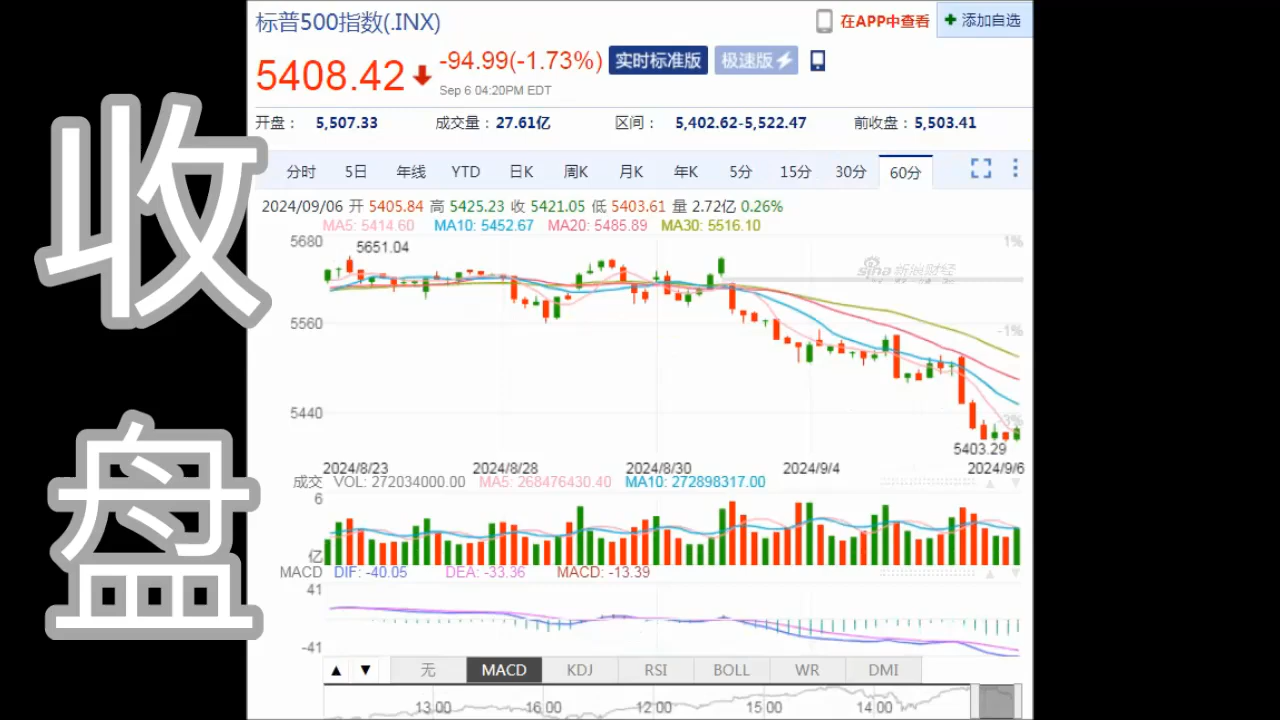 标普500指数(.INX)
在APP中查看
添加自选
5408.42
-94.99(-1.73%)
实时标准版
极速版
Sep 6 04:20PM EDT
开盘： 5,507.33 成交量：27.61亿 区间： 5,402.62-5,522.47 前收盘：5,503.41
分时 5日 年线 YTD 日K 周K 月K 年K 5分 15分 30分 60分
2024/09/06 开 5405.84 高 5425.23 收 5421.05 低 5403.61 量 2.72亿 0.26%
MA5: 5414.60 MA10: 5452.67 MA20: 5485.89 MA30: 5516.10
5680
5651.04
1%
sina 新浪财经
5560
-1%
5440
-3%
5403.29
2024/8/23 2024/8/28 2024/8/30 2024/9/4 2024/9/6
成交 VOL: 272034000.00 MA5: 268476430.40 MA10: 272898317.00
6
亿
MACD DIF: -40.05 DEA: -33.36 MACD: -13.39
41
-41
无 MACD KDJ RSI BOLL WR DMI
13:00 16:00 12:00 15:00 14:00
收
盘